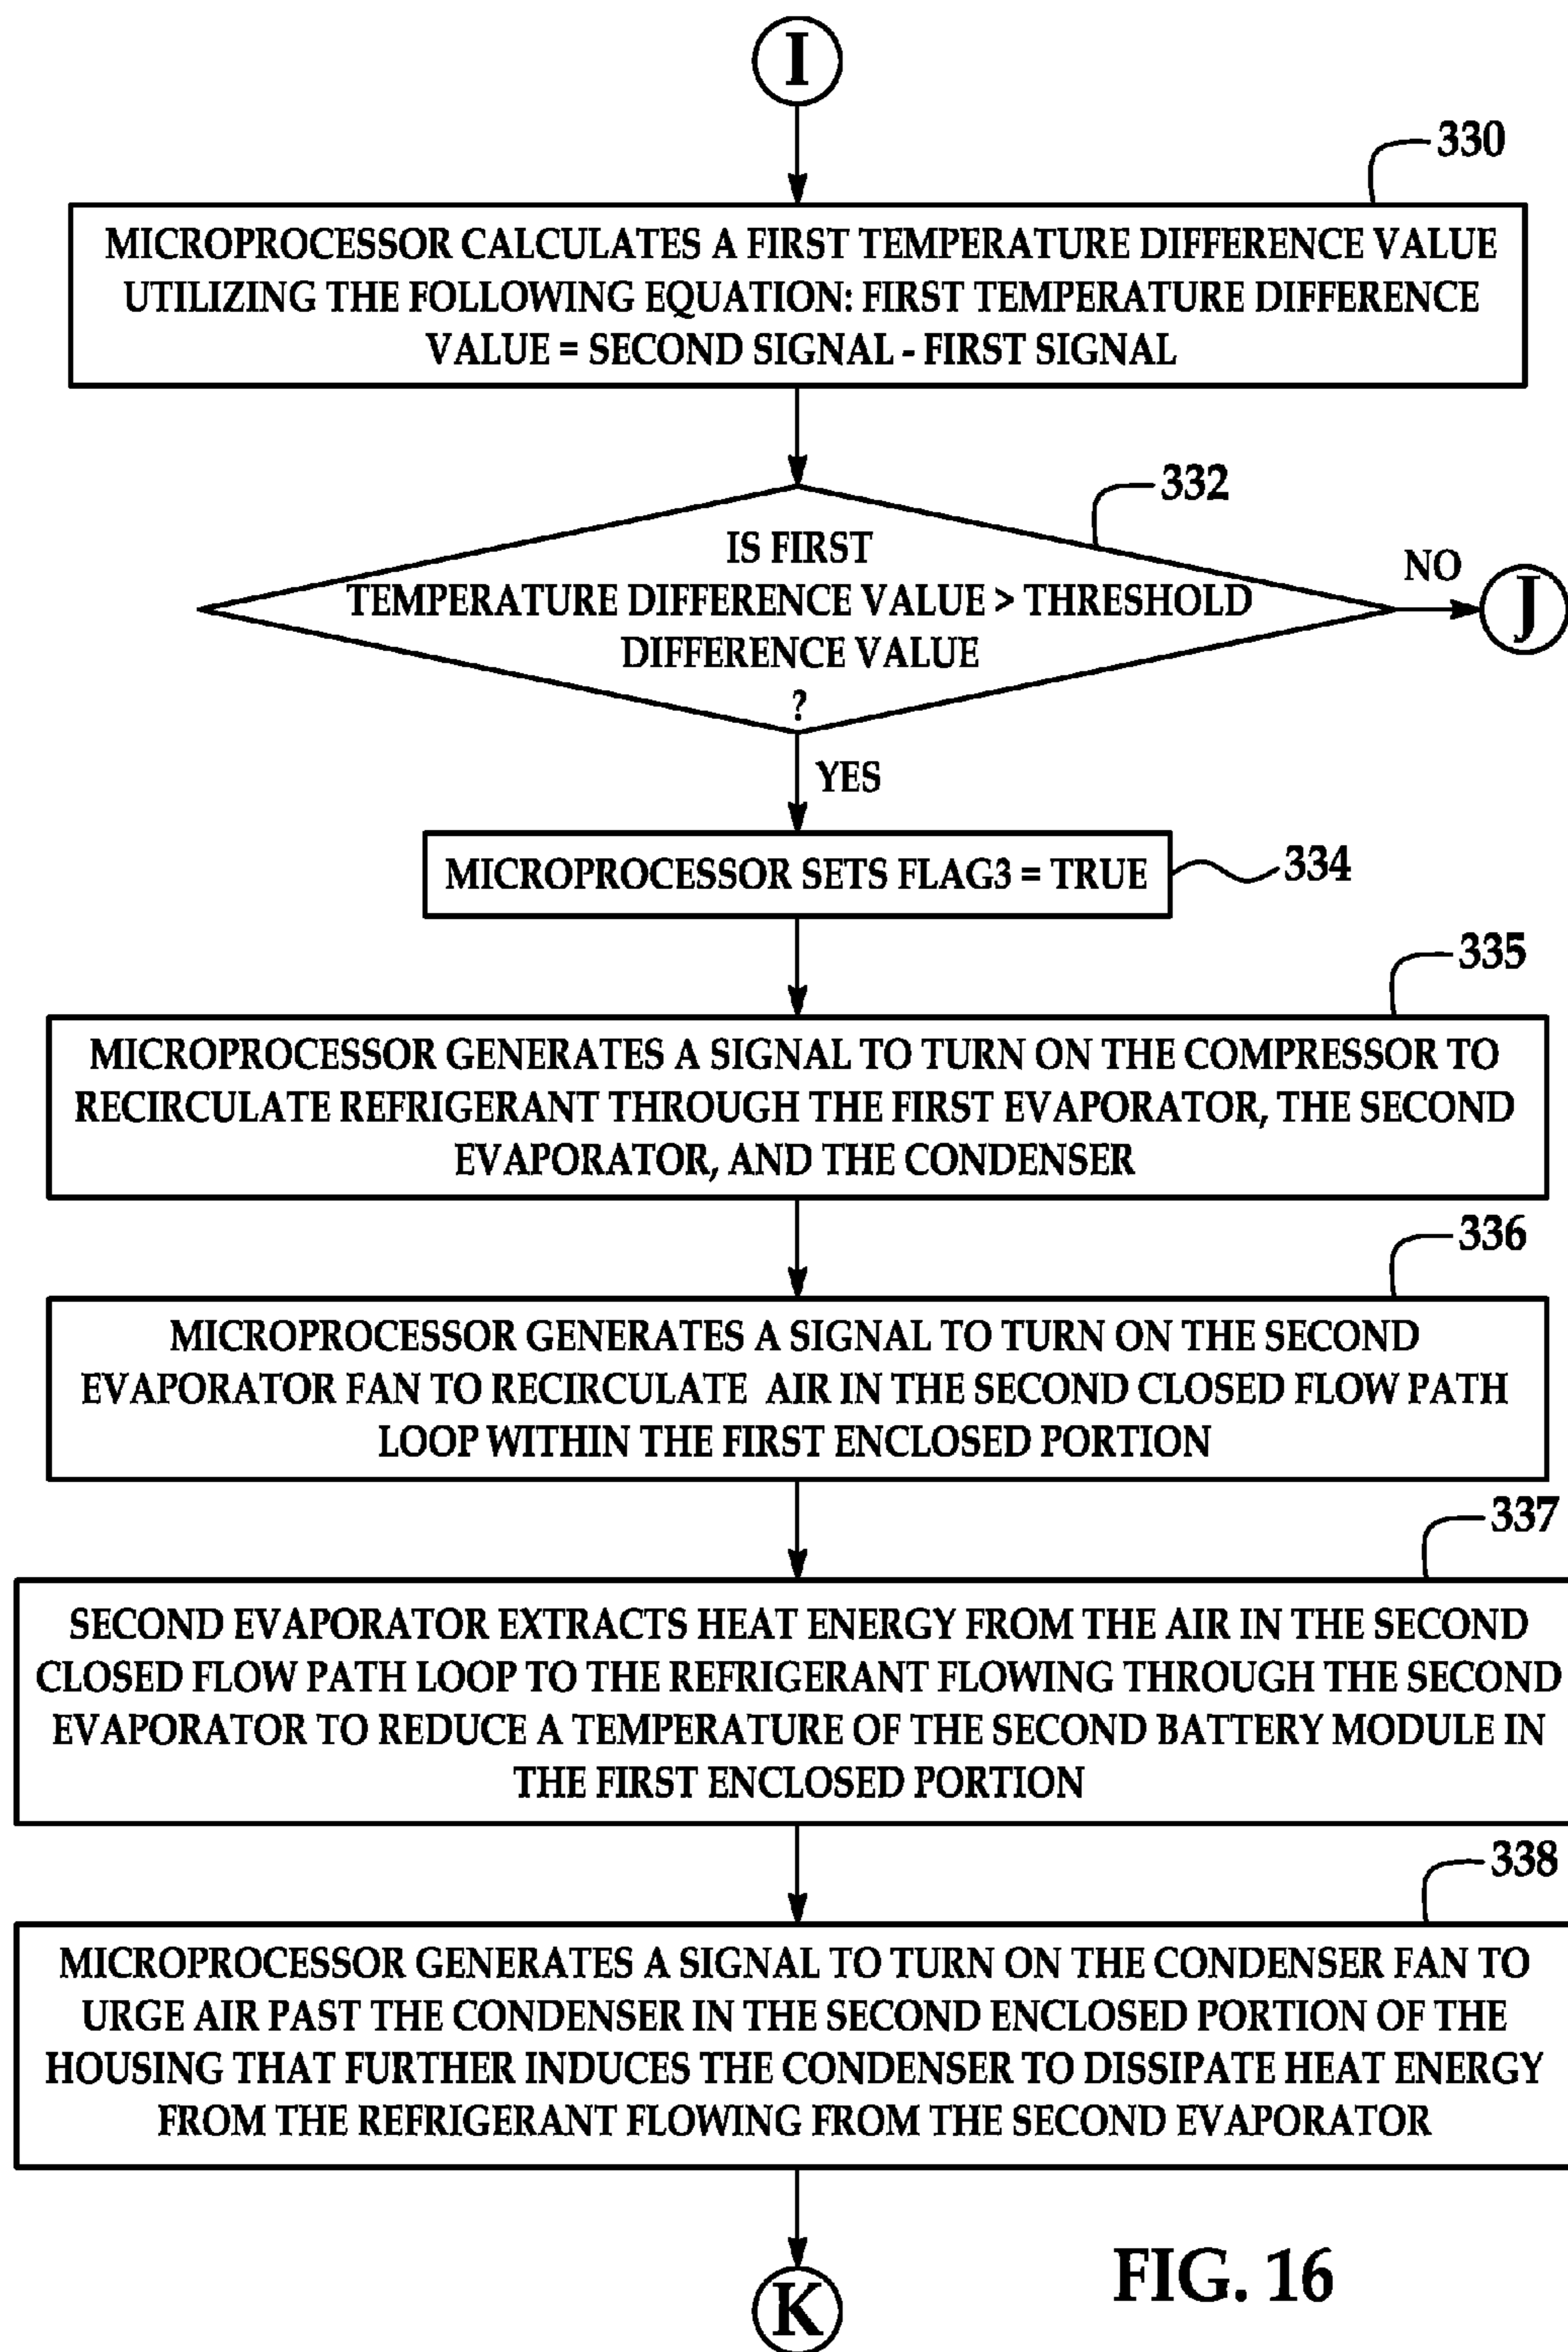 I
330
MICROPROCESSOR CALCULATES A FIRST TEMPERATURE DIFFERENCE VALUE
UTILIZING THE FOLLOWING EQUATION: FIRST TEMPERATURE DIFFERENCE
VALUE = SECOND SIGNAL - FIRST SIGNAL
332
IS FIRST
TEMPERATURE DIFFERENCE VALUE > THRESHOLD
DIFFERENCE VALUE
?
NO
J
YES
MICROPROCESSOR SETS FLAG3 = TRUE
334
335
MICROPROCESSOR GENERATES A SIGNAL TO TURN ON THE COMPRESSOR TO
RECIRCULATE REFRIGERANT THROUGH THE FIRST EVAPORATOR, THE SECOND
EVAPORATOR, AND THE CONDENSER
336
MICROPROCESSOR GENERATES A SIGNAL TO TURN ON THE SECOND
EVAPORATOR FAN TO RECIRCULATE AIR IN THE SECOND CLOSED FLOW PATH
LOOP WITHIN THE FIRST ENCLOSED PORTION
337
SECOND EVAPORATOR EXTRACTS HEAT ENERGY FROM THE AIR IN THE SECOND
CLOSED FLOW PATH LOOP TO THE REFRIGERANT FLOWING THROUGH THE SECOND
EVAPORATOR TO REDUCE A TEMPERATURE OF THE SECOND BATTERY MODULE IN
THE FIRST ENCLOSED PORTION
338
MICROPROCESSOR GENERATES A SIGNAL TO TURN ON THE CONDENSER FAN TO
URGE AIR PAST THE CONDENSER IN THE SECOND ENCLOSED PORTION OF THE
HOUSING THAT FURTHER INDUCES THE CONDENSER TO DISSIPATE HEAT ENERGY
FROM THE REFRIGERANT FLOWING FROM THE SECOND EVAPORATOR
K
FIG. 16